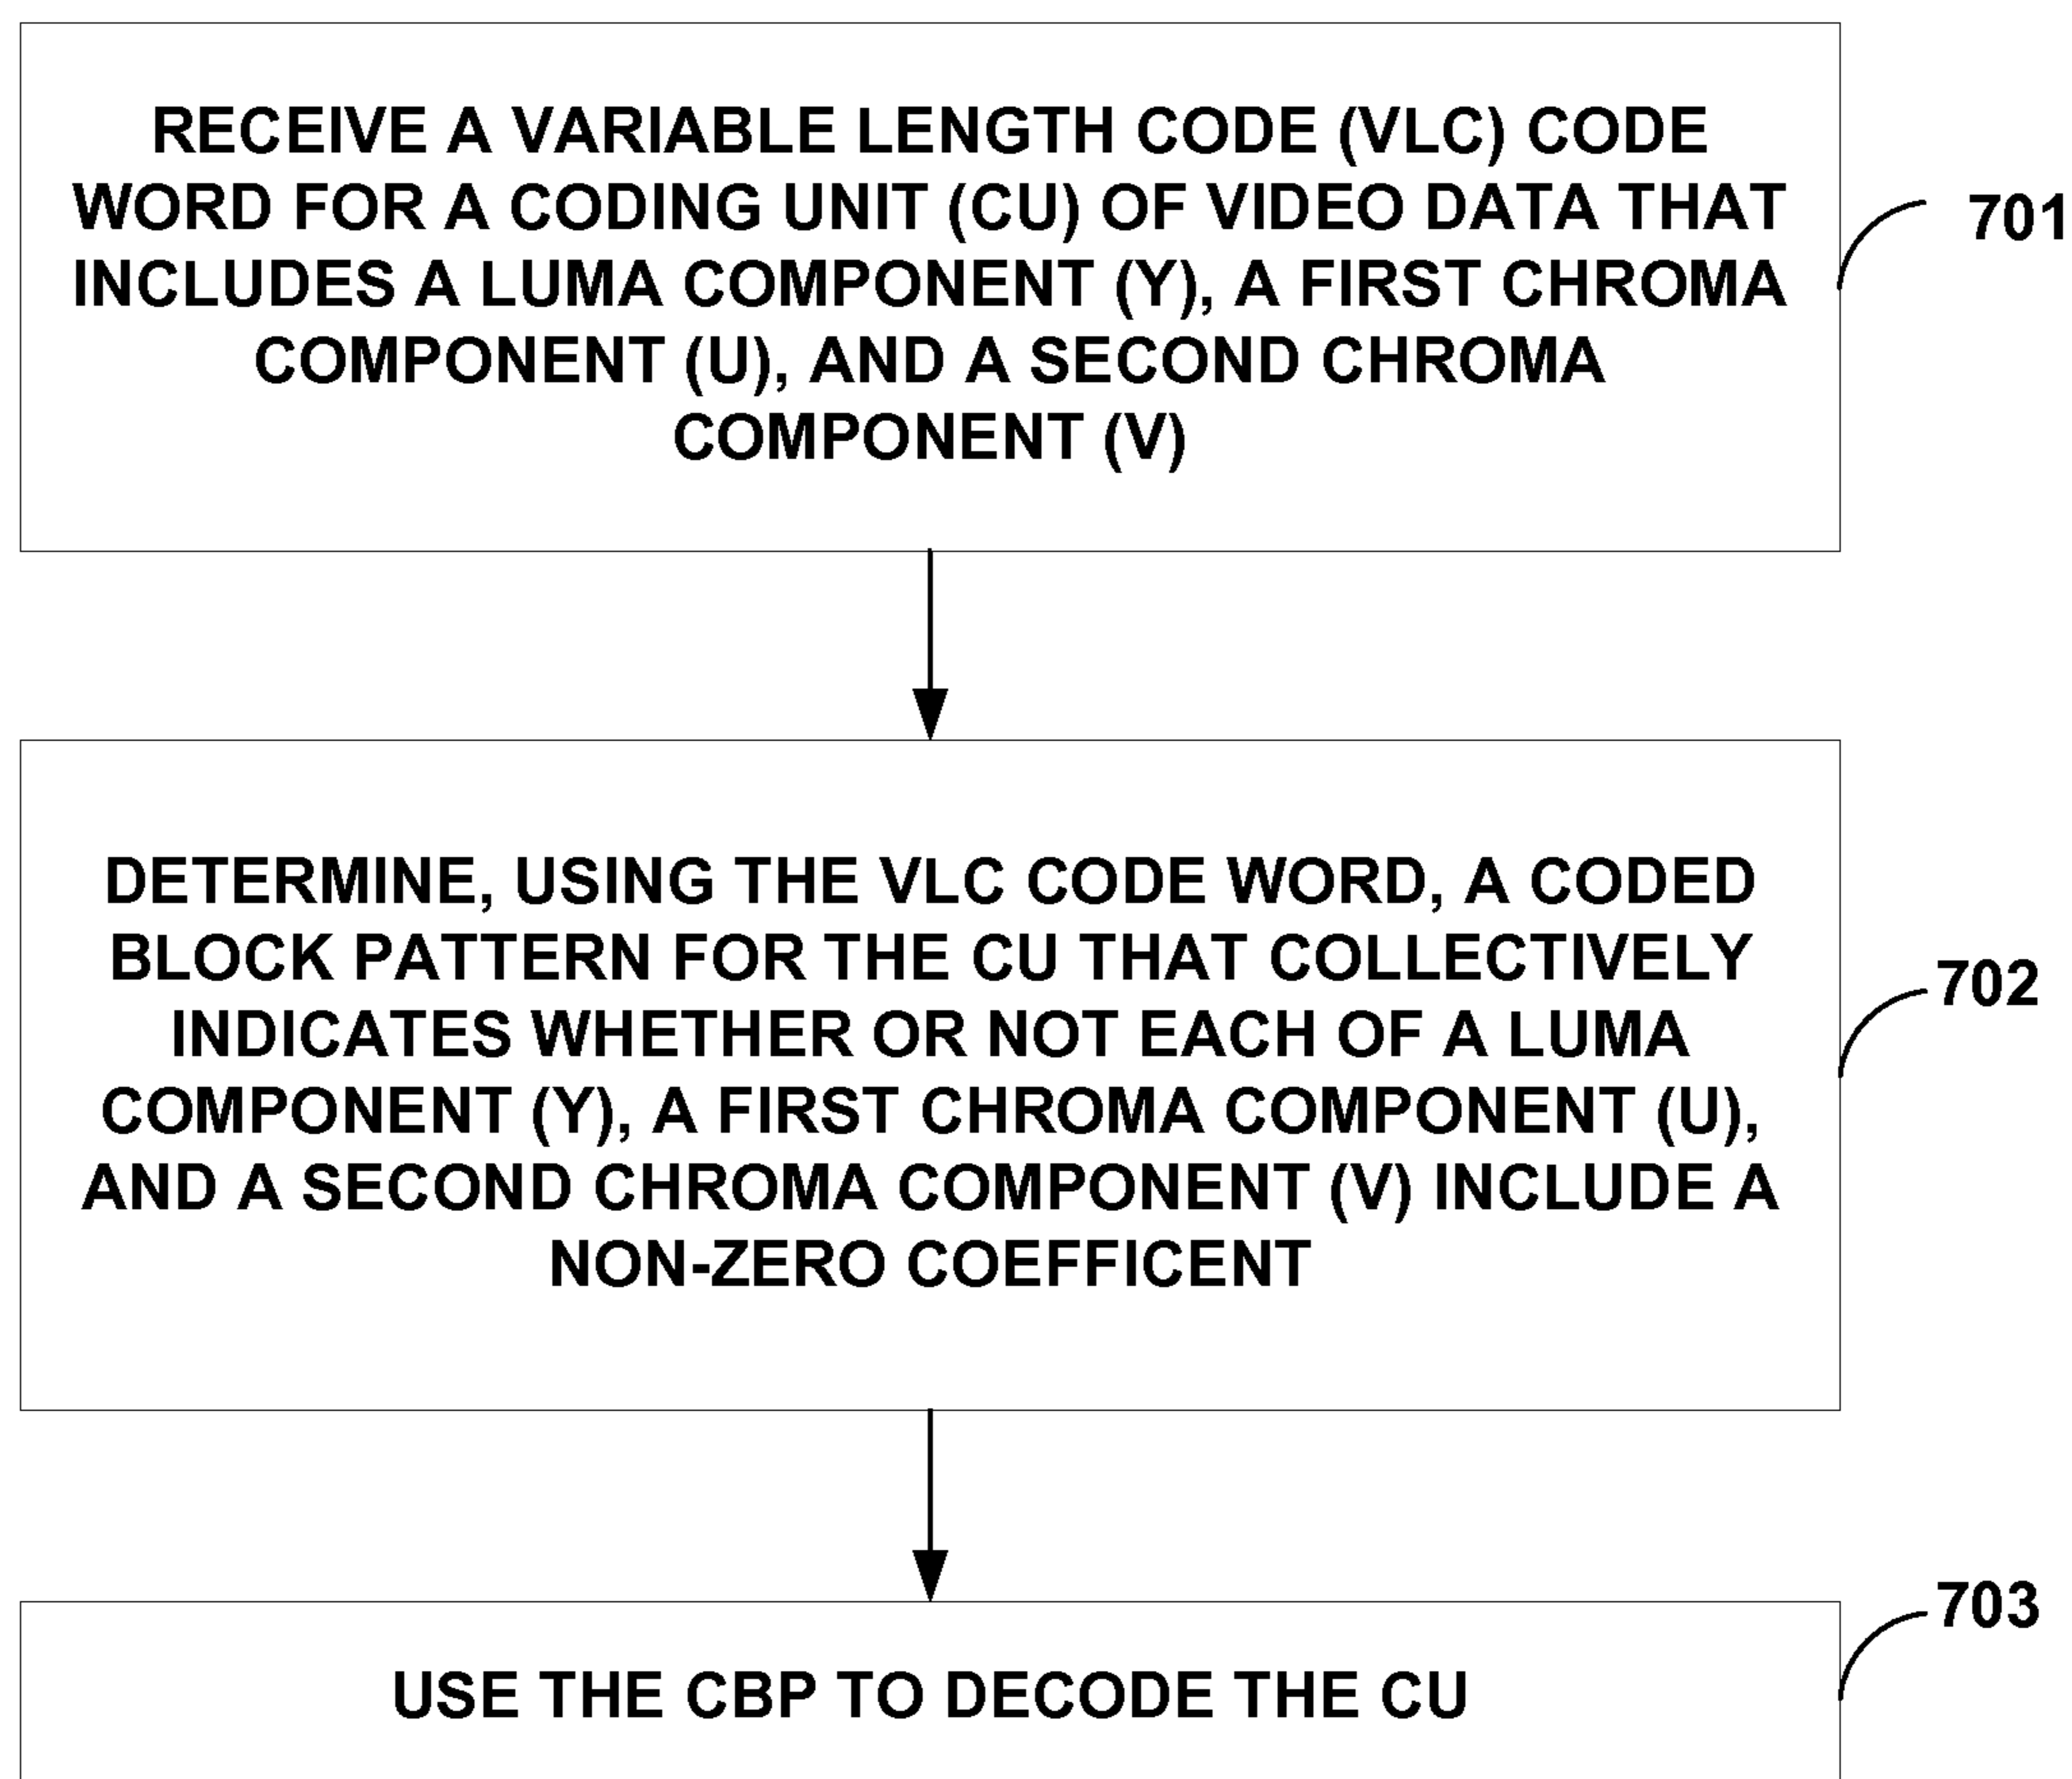 RECEIVE A VARIABLE LENGTH CODE (VLC) CODE
WORD FOR A CODING UNIT (CU) OF VIDEO DATA THAT
INCLUDES A LUMA COMPONENT (Y), A FIRST CHROMA
COMPONENT (U), AND A SECOND CHROMA
COMPONENT (V)
701
DETERMINE, USING THE VLC CODE WORD, A CODED
BLOCK PATTERN FOR THE CU THAT COLLECTIVELY
INDICATES WHETHER OR NOT EACH OF A LUMA
COMPONENT (Y), A FIRST CHROMA COMPONENT (U),
AND A SECOND CHROMA COMPONENT (V) INCLUDE A
NON-ZERO COEFFICENT
702
USE THE CBP TO DECODE THE CU
703